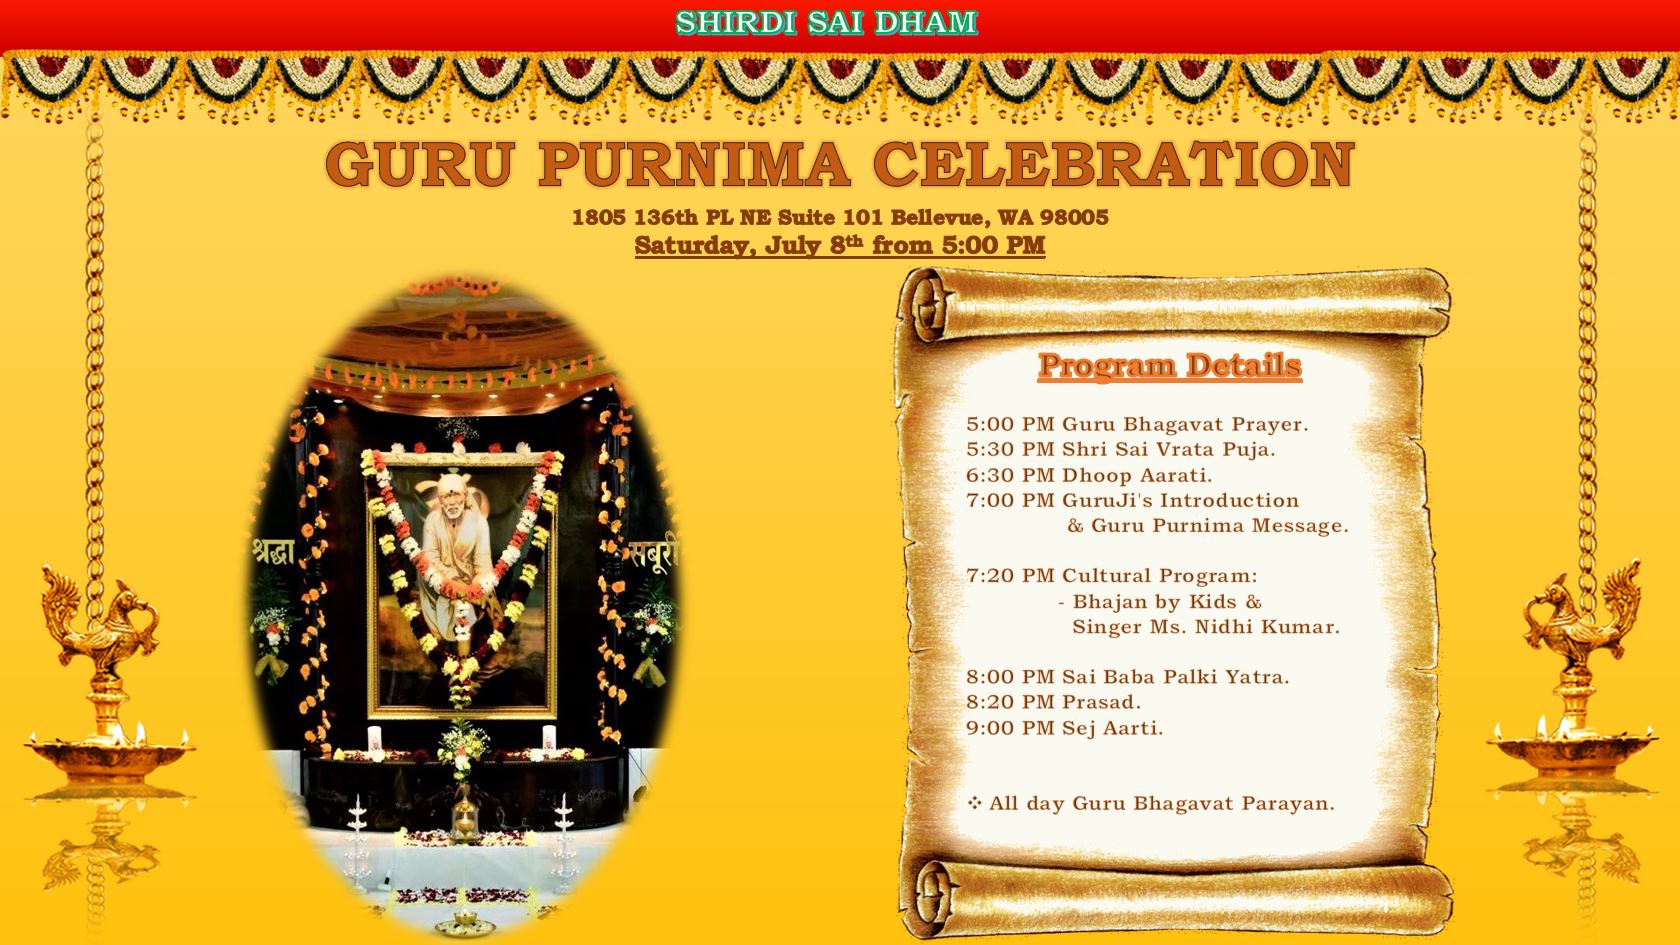 SHIRDI SAI DHAM
GURU PURNIMA CELEBRATION
1805 136th PL NE Suite 101 Bellevue, WA 98005
Saturday, July 8th from 5:00 PM
श्रद्धा
सबूरी
Program Details
5:00 PM Guru Bhagavat Prayer.
5:30 PM Shri Sai Vrata Puja.
6:30 PM Dhoop Aarati.
7:00 PM GuruJi's Introduction
& Guru Purnima Message.
7:20 PM Cultural Program:
- Bhajan by Kids &
Singer Ms. Nidhi Kumar.
8:00 PM Sai Baba Palki Yatra.
8:20 PM Prasad.
9:00 PM Sej Aarti.
❖ All day Guru Bhagavat Parayan.